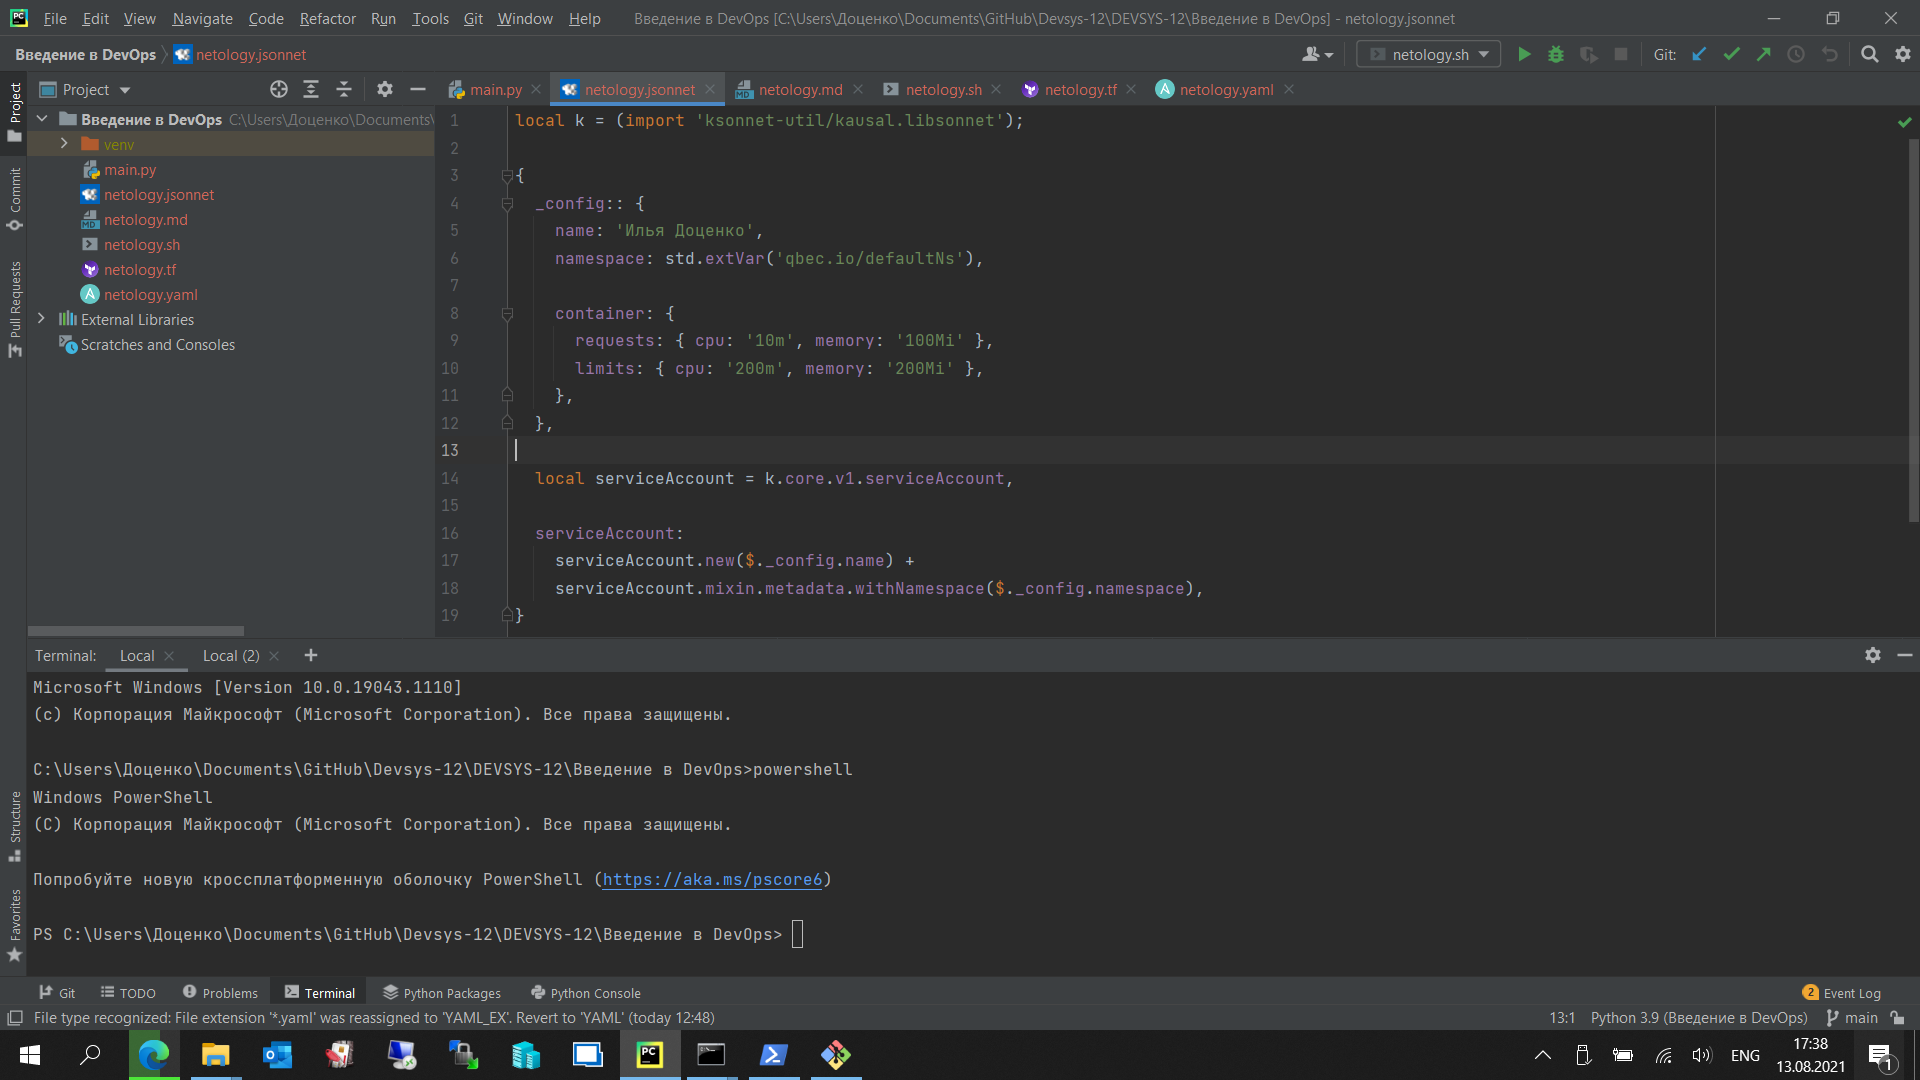 File Edit View Navigate Code Refactor Run Tools Git Window Help Введение в DevOps [C:\Users\Доценко\Documents\GitHub\Devsys-12\DEVSYS-12\Введение в DevOps] - netology.jsonnet
Введение в DevOps netology.jsonnet netology.sh Git:
Project main.py netology.jsonnet netology.md netology.sh netology.tf netology.yaml
Project
Commit
Pull Requests
Structure
Favorites
Введение в DevOps C:\Users\Доценко\Documents\
venv
main.py
netology.jsonnet
netology.md
netology.sh
netology.tf
netology.yaml
External Libraries
Scratches and Consoles
1 local k = (import 'ksonnet-util/kausal.libsonnet');
2
3 {
4 _config:: {
5 name: 'Илья Доценко',
6 namespace: std.extVar('qbec.io/defaultNs'),
7
8 container: {
9 requests: { cpu: '10m', memory: '100Mi' },
10 limits: { cpu: '200m', memory: '200Mi' },
11 },
12 },
13
14 local serviceAccount = k.core.v1.serviceAccount,
15
16 serviceAccount:
17 serviceAccount.new($._config.name) +
18 serviceAccount.mixin.metadata.withNamespace($._config.namespace),
19 }
Terminal: Local Local (2)
Microsoft Windows [Version 10.0.19043.1110]
(c) Корпорация Майкрософт (Microsoft Corporation). Все права защищены.
C:\Users\Доценко\Documents\GitHub\Devsys-12\DEVSYS-12\Введение в DevOps>powershell
Windows PowerShell
(C) Корпорация Майкрософт (Microsoft Corporation). Все права защищены.
Попробуйте новую кроссплатформенную оболочку PowerShell (https://aka.ms/pscore6)
PS C:\Users\Доценко\Documents\GitHub\Devsys-12\DEVSYS-12\Введение в DevOps>
Git TODO Problems Terminal Python Packages Python Console 2 Event Log
File type recognized: File extension '*.yaml' was reassigned to 'YAML_EX'. Revert to 'YAML' (today 12:48) 13:1 Python 3.9 (Введение в DevOps) main
PC ENG 17:38
13.08.2021 1